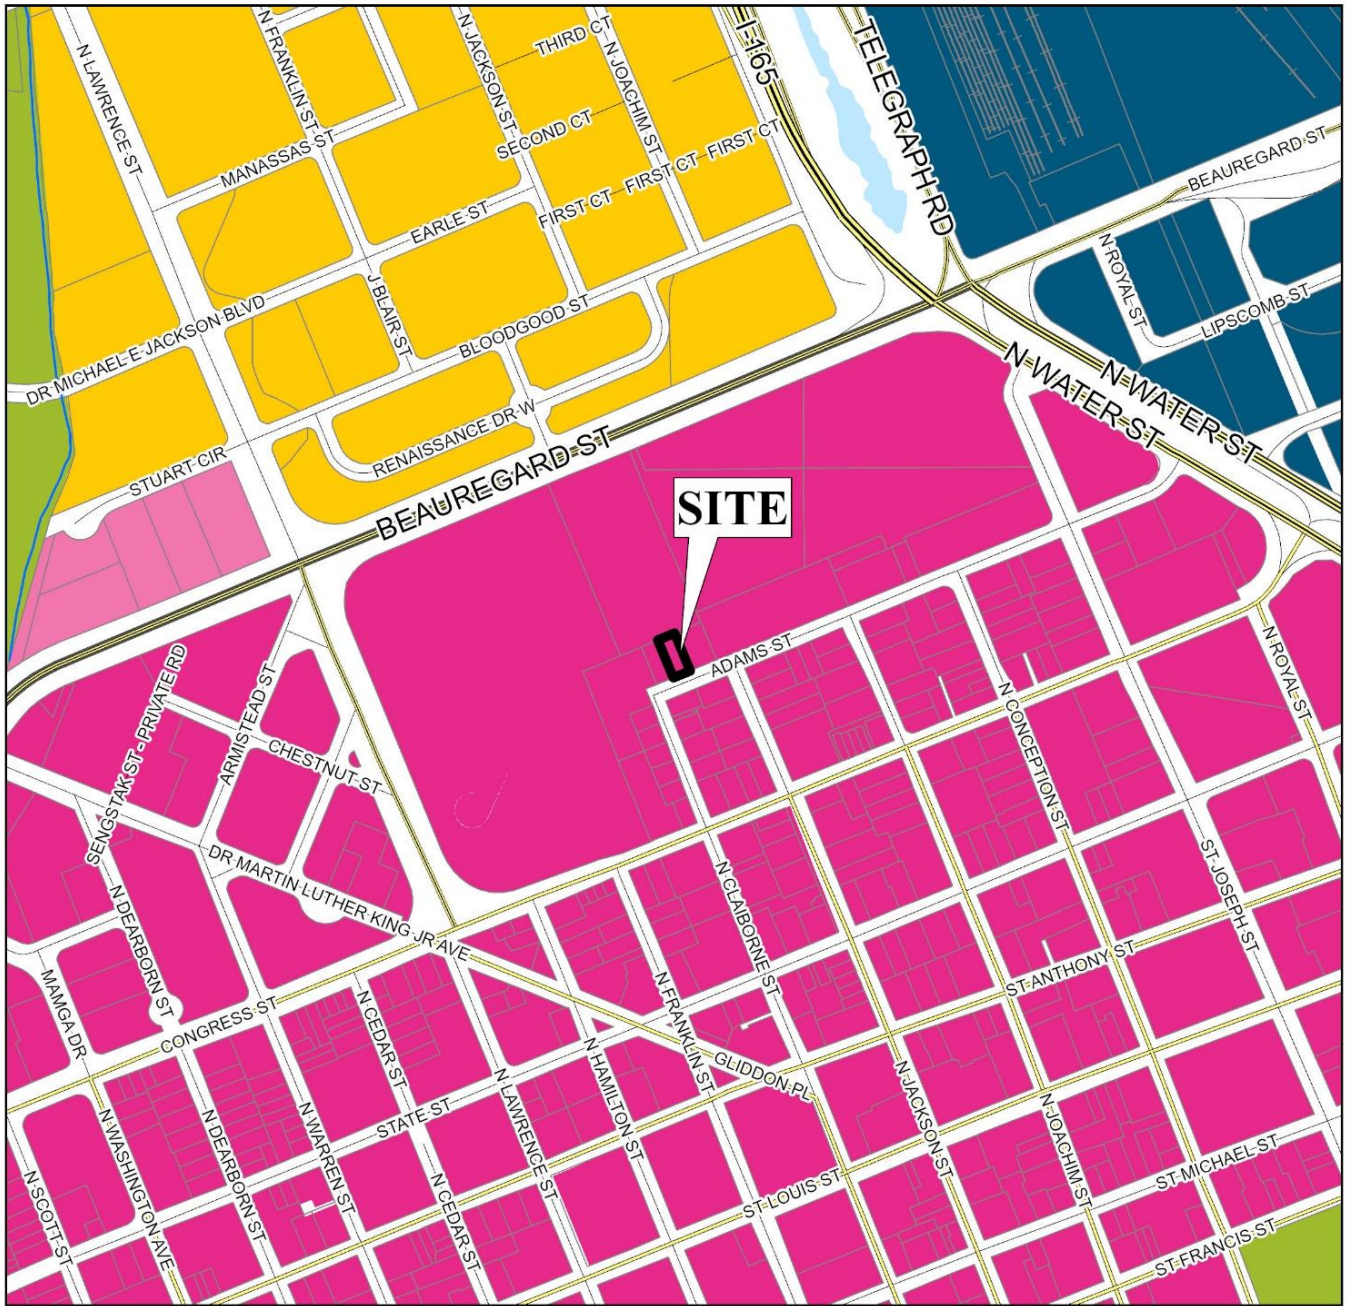 N LAWRENCE ST
N FRANKLIN ST
N JACKSON ST
THIRD CT
N JOACHIM ST
I-165
TELEGRAPH RD
MANASSAS ST
SECOND CT
FIRST CT
FIRST CT
FIRST CT
BEAUREGARD ST
EARLE ST
N ROYAL ST
LIPSCOMB ST
DR MICHAEL E JACKSON BLVD
J BLAIR ST
BLOODGOOD ST
N WATER ST
N WATER ST
RENAISSANCE DR W
STUART CIR
BEAUREGARD ST
SITE
ADAMS ST
SENGSTAK ST - PRIVATE RD
ARMISTEAD ST
CHESTNUT ST
N CONCEPTION ST
N ROYAL ST
DR MARTIN LUTHER KING JR AVE
N DEARBORN ST
N CLAIBORNE ST
ST JOSEPH ST
MAMGA DR
CONGRESS ST
N CEDAR ST
N FRANKLIN ST
ST ANTHONY ST
GLIDDON PL
N HAMILTON ST
N LAWRENCE ST
STATE ST
N JACKSON ST
N JOACHIM ST
N WASHINGTON AVE
N DEARBORN ST
N WARREN ST
N CEDAR ST
N SCOTT ST
ST LOUIS ST
ST MICHAEL ST
ST FRANCIS ST